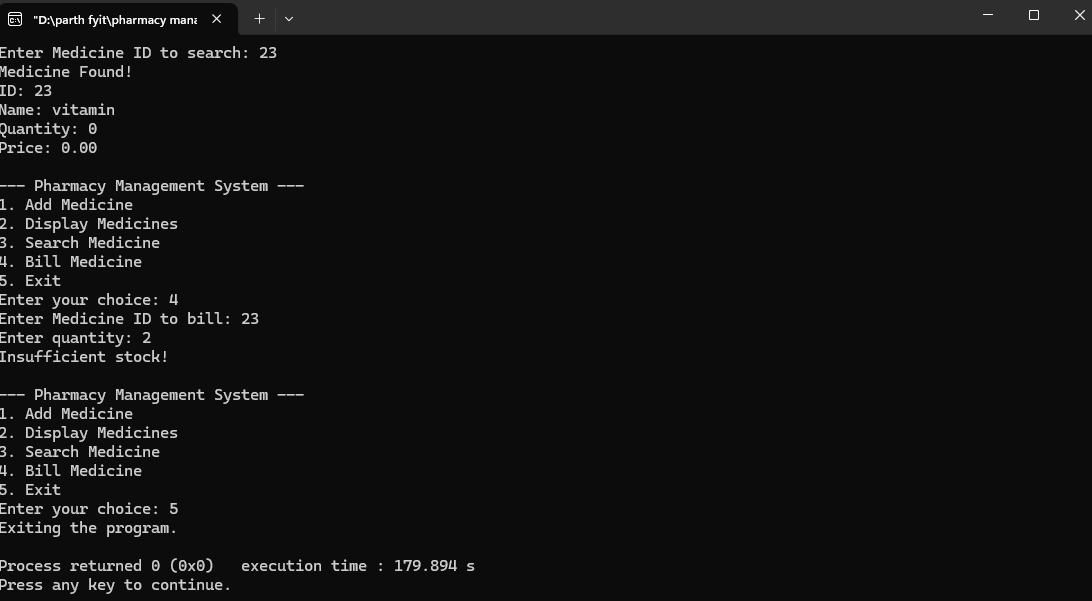 "D:\parth fyit\pharmacy mana
Enter Medicine ID to search: 23
Medicine Found!
ID: 23
Name: vitamin
Quantity: 0
Price: 0.00
--- Pharmacy Management System ---
1. Add Medicine
2. Display Medicines
3. Search Medicine
4. Bill Medicine
5. Exit
Enter your choice: 4
Enter Medicine ID to bill: 23
Enter quantity: 2
Insufficient stock!
--- Pharmacy Management System ---
1. Add Medicine
2. Display Medicines
3. Search Medicine
4. Bill Medicine
5. Exit
Enter your choice: 5
Exiting the program.
Process returned 0 (0x0)   execution time : 179.894 s
Press any key to continue.